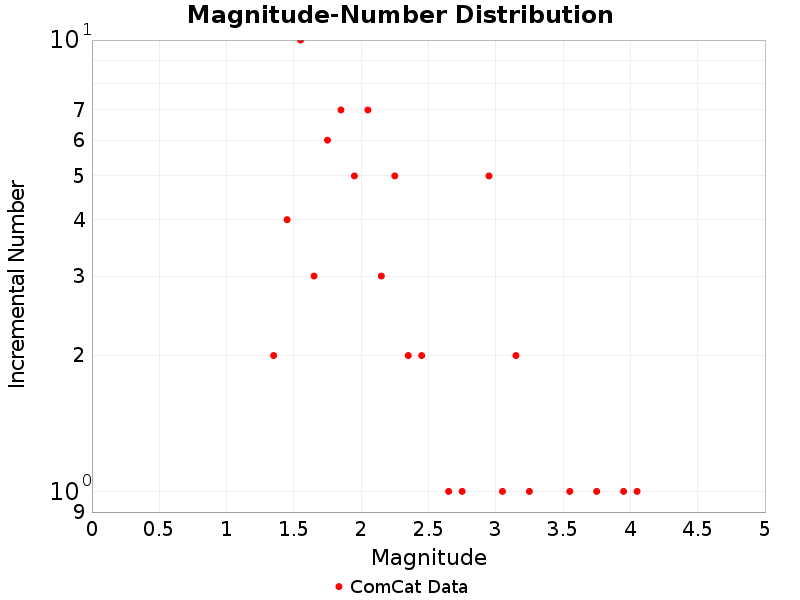 Magnitude-Number Distribution
Incremental Number
10^1
7
6
5
4
3
2
10^0
9
0 0.5 1 1.5 2 2.5 3 3.5 4 4.5 5
Magnitude
ComCat Data